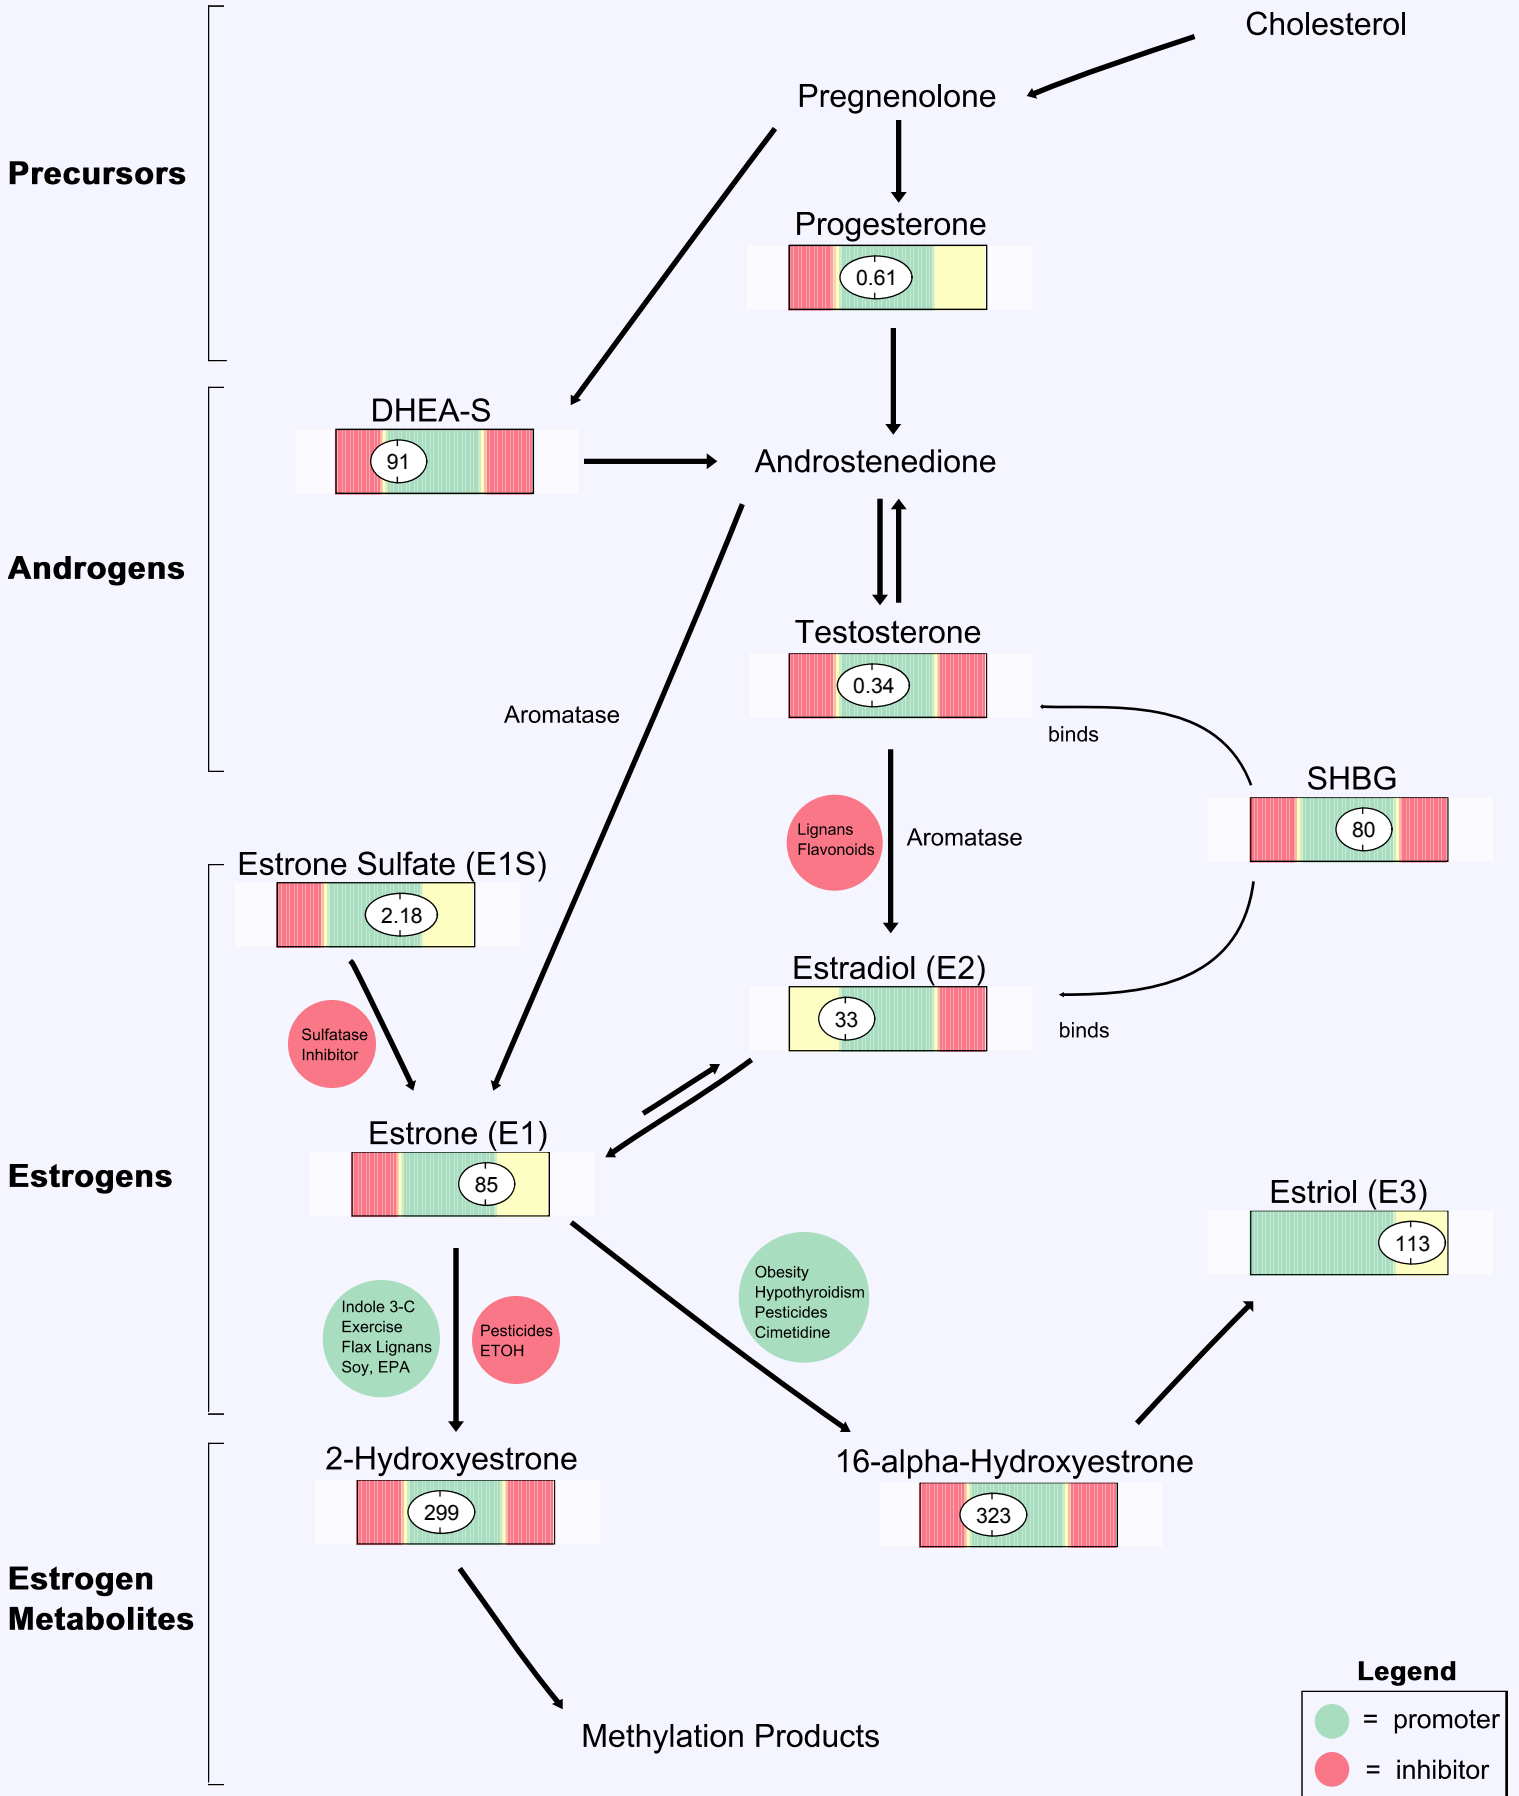 Cholesterol
Pregnenolone
Precursors
Progesterone
0.61
DHEA-S
91
Androstenedione
Androgens
Testosterone
0.34
Aromatase
binds
SHBG
80
Lignans
Flavonoids
Aromatase
Estrone Sulfate (E1S)
2.18
Estradiol (E2)
33
binds
Sulfatase
Inhibitor
Estrone (E1)
85
Estrogens
Estriol (E3)
113
Obesity
Hypothyroidism
Pesticides
Cimetidine
Indole 3-C
Exercise
Flax Lignans
Soy, EPA
Pesticides
ETOH
2-Hydroxyestrone
299
16-alpha-Hydroxyestrone
323
Estrogen
Metabolites
Methylation Products
Legend
= promoter
= inhibitor